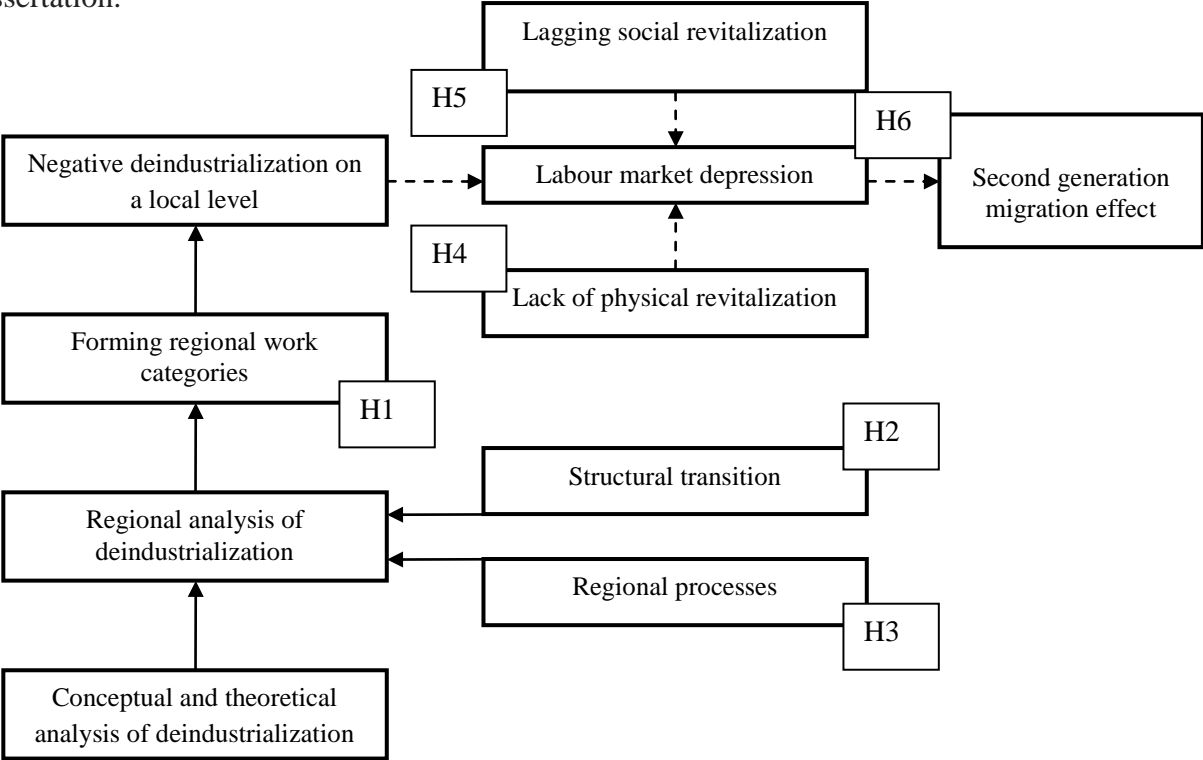 Lagging social revitalization
H5
H6
Negative deindustrialization on
a local level
Labour market depression
Second generation
migration effect
H4
Lack of physical revitalization
Forming regional work
categories
H1
H2
Structural transition
Regional analysis of
deindustrialization
Regional processes
H3
Conceptual and theoretical
analysis of deindustrialization